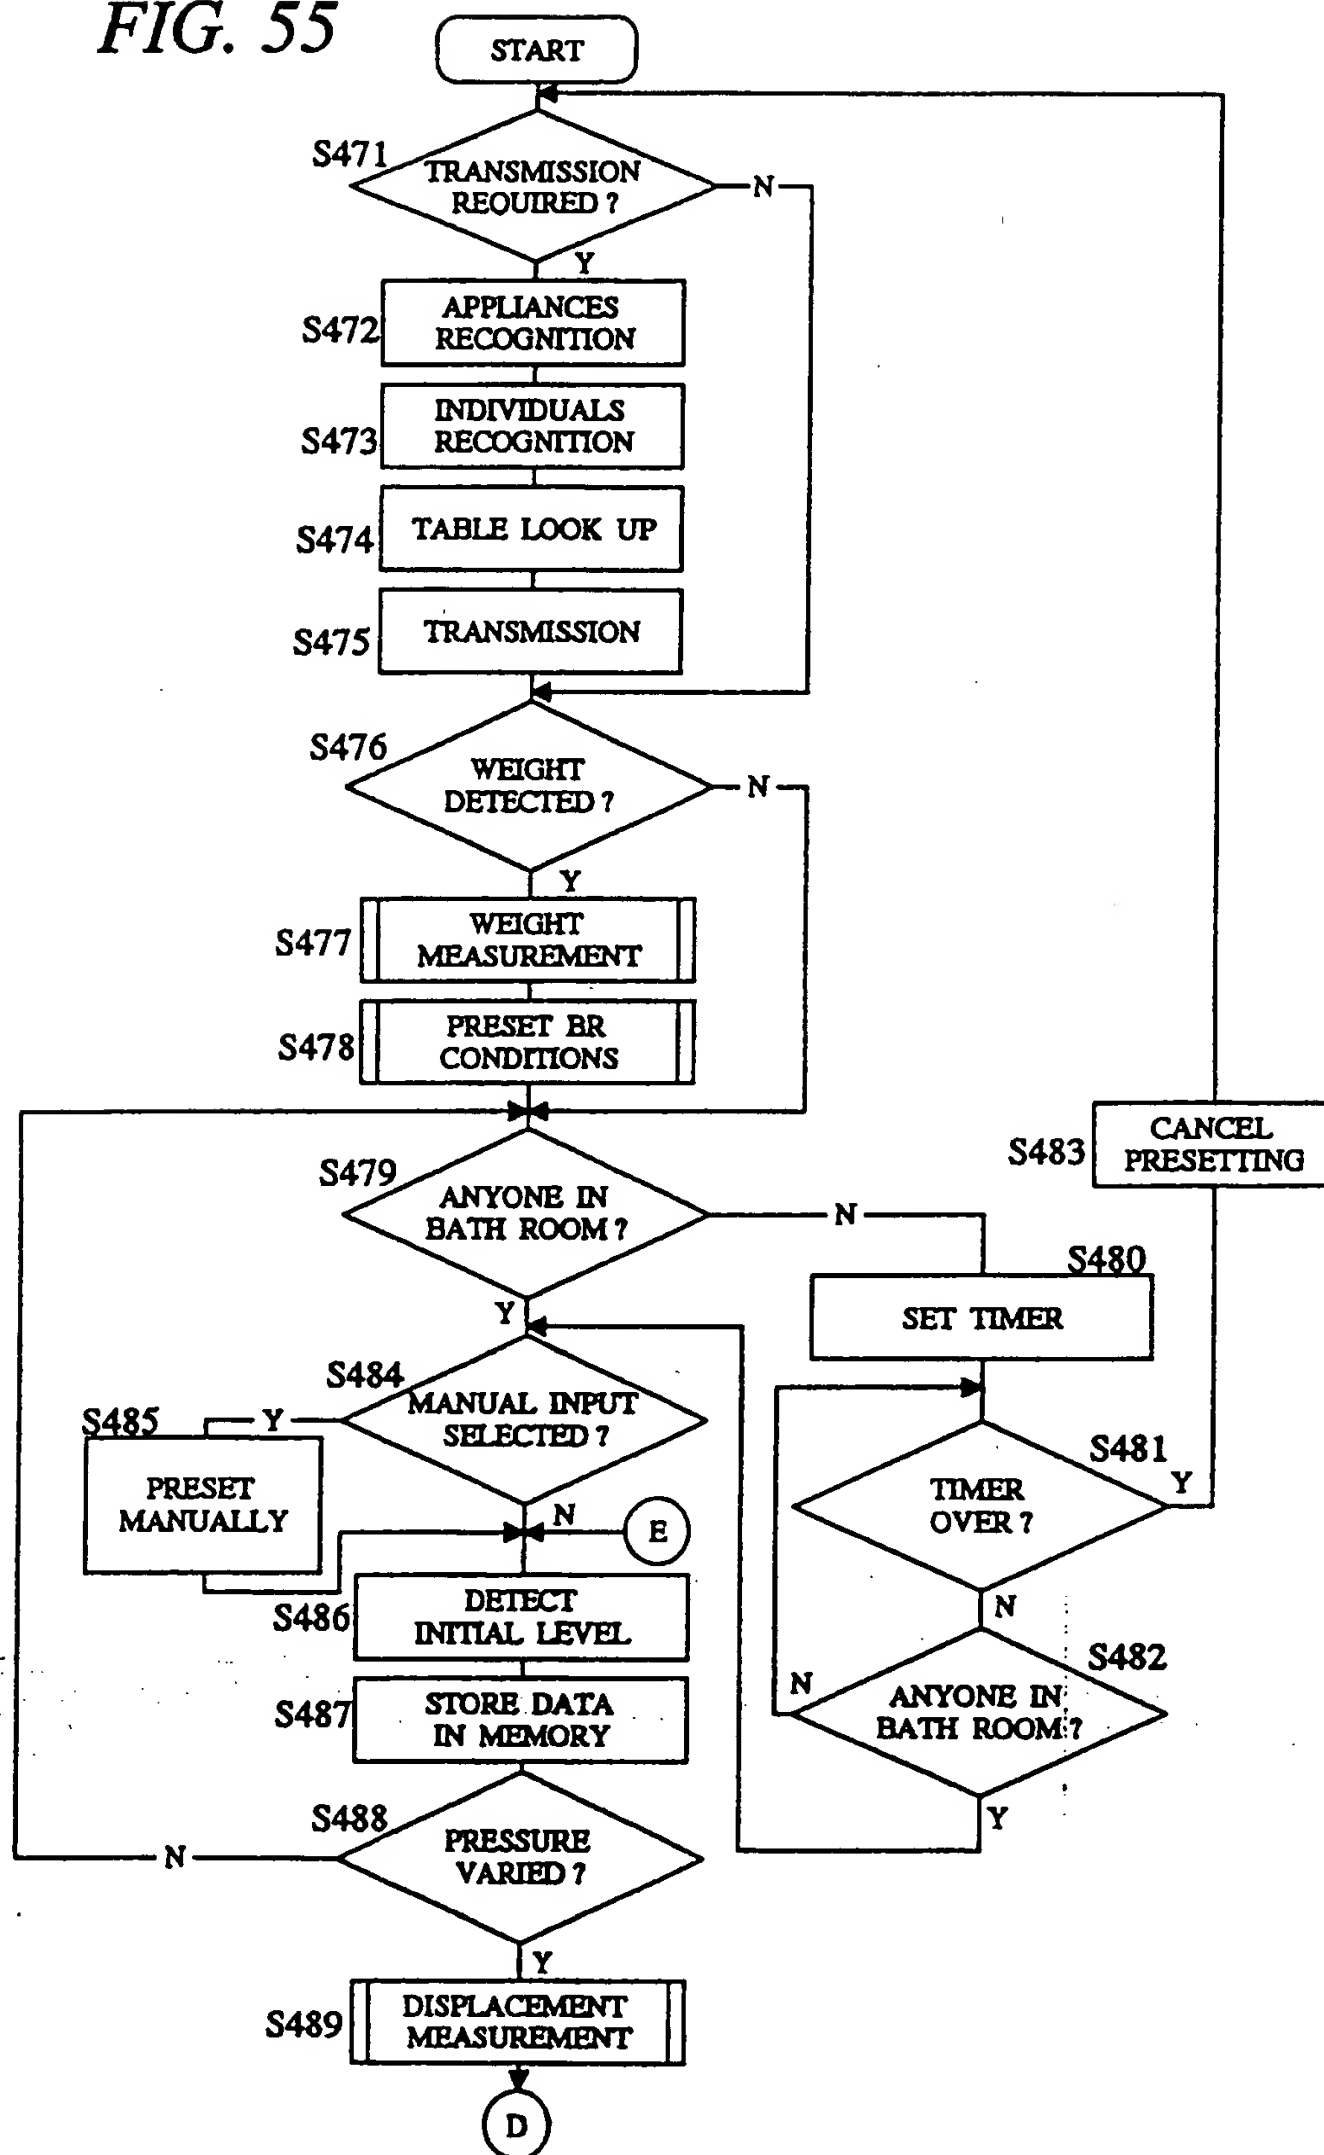 FIG. 55
START
S471
TRANSMISSION
REQUIRED ?
N
Y
S472
APPLIANCES
RECOGNITION
S473
INDIVIDUALS
RECOGNITION
S474
TABLE LOOK UP
S475
TRANSMISSION
S476
WEIGHT
DETECTED ?
N
Y
S477
WEIGHT
MEASUREMENT
S478
PRESET BR
CONDITIONS
S483
CANCEL
PRESETTING
S479
ANYONE IN
BATH ROOM ?
N
Y
S480
SET TIMER
S484
MANUAL INPUT
SELECTED ?
Y
N
S485
PRESET
MANUALLY
E
S481
TIMER
OVER ?
Y
N
S486
DETECT
INITIAL LEVEL
S482
ANYONE IN
BATH ROOM ?
N
Y
S487
STORE DATA
IN MEMORY
S488
PRESSURE
VARIED ?
N
Y
S489
DISPLACEMENT
MEASUREMENT
D